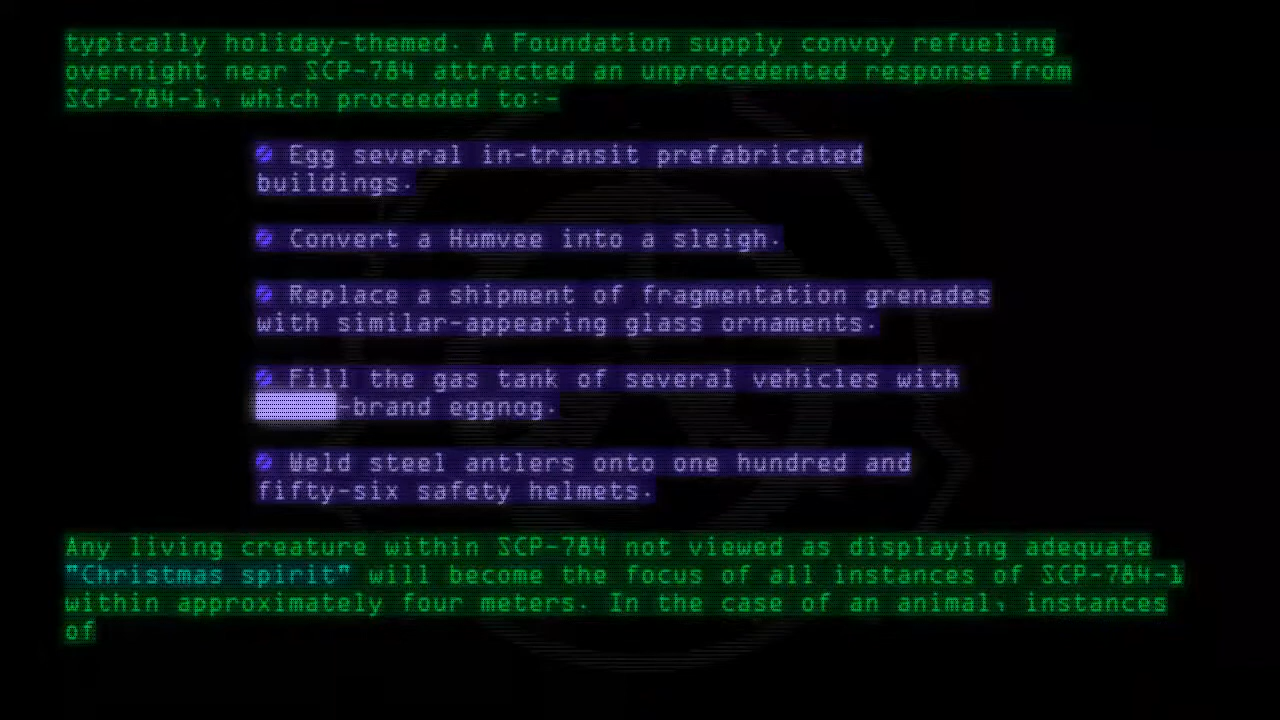 typically holiday-themed. A Foundation supply convoy refueling
overnight near SCP-784 attracted an unprecedented response from
SCP-784-1, which proceeded to:-
Egg several in-transit prefabricated
buildings.
Convert a Humvee into a sleigh.
Replace a shipment of fragmentation grenades
with similar-appearing glass ornaments.
Fill the gas tank of several vehicles with
█████-brand eggnog.
Weld steel antlers onto one hundred and
fifty-six safety helmets.
Any living creature within SCP-784 not viewed as displaying adequate
"Christmas spirit" will become the focus of all instances of SCP-784-1
within approximately four meters. In the case of an animal, instances
of